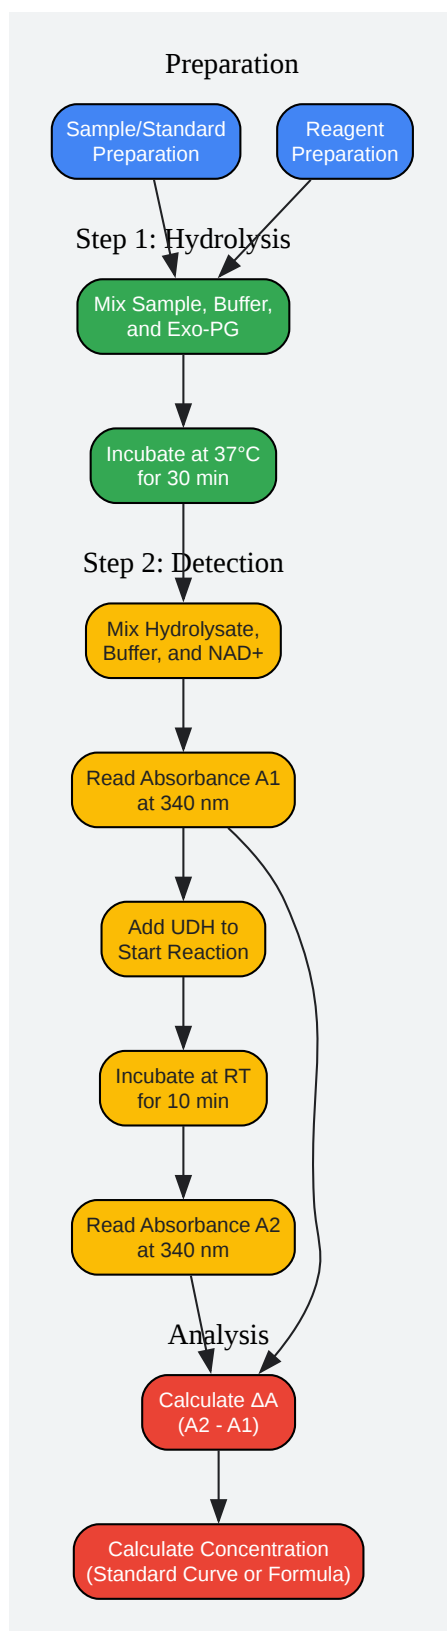 Preparation
Sample/Standard
Preparation
Reagent
Preparation
Step 1: Hydrolysis
Mix Sample, Buffer,
and Exo-PG
Incubate at 37°C
for 30 min
Step 2: Detection
Mix Hydrolysate,
Buffer, and NAD+
Read Absorbance A1
at 340 nm
Add UDH to
Start Reaction
Incubate at RT
for 10 min
Read Absorbance A2
at 340 nm
Analysis
Calculate ΔA
(A2 - A1)
Calculate Concentration
(Standard Curve or Formula)